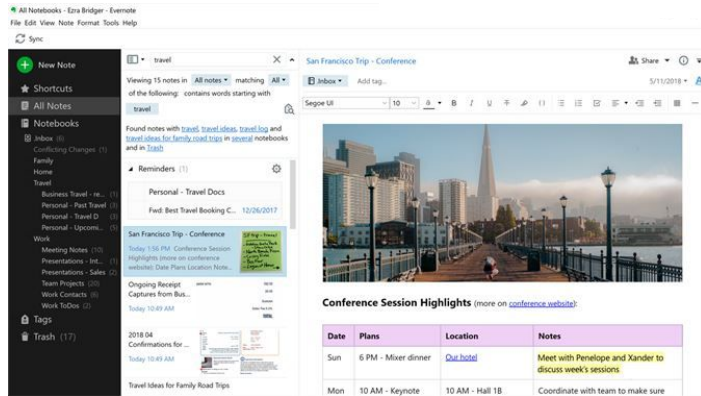 All Notebooks - Ezra Bridger - Evernote
File Edit View Note Format Tools Help
Sync
New Note
Shortcuts
All Notes
Notebooks
Inbox (6)
Conflicting Changes (1)
Family
Home
Travel
Business Travel - re... (1)
Personal - Past Travel (3)
Personal - Travel D (3)
Personal - Upcomi... (5)
Work
Meeting Notes (10)
Presentations - Int... (1)
Presentations - Sales (2)
Team Projects (20)
Work Contacts (6)
Work ToDos (2)
Tags
Trash (17)
travel
Viewing 15 notes in All notes matching All
of the following: contains words starting with
travel
Found notes with travel, travel ideas, travel log and
travel ideas for family road trips in several notebooks
and in Trash
Reminders (1)
Personal - Travel Docs
Fwd: Best Travel Booking C... 12/26/2017
San Francisco Trip - Conference
Today 1:56 PM Conference Session
Highlights (more on conference
website): Date Plans Location Note...
Ongoing Receipt
Captures from Bus...
Today 10:49 AM
2018 04
Confirmations for ...
Today 10:49 AM
Travel Ideas for Family Road Trips
San Francisco Trip - Conference
Share
Inbox
Add tag...
5/11/2018
Segoe UI 10 a B I U
Conference Session Highlights (more on conference website):
Date Plans Location Notes
Sun 6 PM - Mixer dinner Our hotel Meet with Penelope and Xander to
discuss week's sessions
Mon 10 AM - Keynote 10 AM - Hall 1B Coordinate with team to make sure